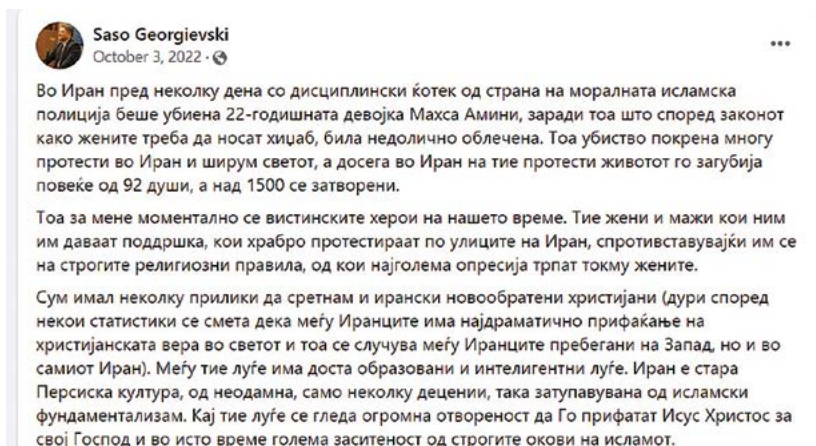 Saso Georgievski
October 3, 2022 ·
Во Иран пред неколку дена со дисциплински ќотек од страна на моралната исламска
полиција беше убиена 22-годишната девојка Махса Амини, заради тоа што според законот
како жените треба да носат хиџаб, била недолично облечена. Тоа убиство покрена многу
протести во Иран и ширум светот, а досега во Иран на тие протести животот го загубија
повеќе од 92 души, а над 1500 се затворени.
Тоа за мене моментално се вистинските херои на нашето време. Тие жени и мажи кои ним
им даваат поддршка, кои храбро протестираат по улиците на Иран, спротивставувајќи им се
на строгите религиозни правила, од кои најголема опресија трпат токму жените.
Сум имал неколку прилики да сретнам и ирански новообратени христијани (дури според
некои статистики се смета дека меѓу Иранците има најдраматично прифаќање на
христијанската вера во светот и тоа се случува меѓу Иранците пребегани на Запад, но и во
самиот Иран). Меѓу тие луѓе има доста образовани и интелигентни луѓе. Иран е стара
Персиска култура, од неодамна, само неколку децении, така затупавувана од исламски
фундаментализам. Кај тие луѓе се гледа огромна отвореност да Го прифатат Исус Христос за
свој Господ и во исто време голема заситеност од строгите окови на исламот.